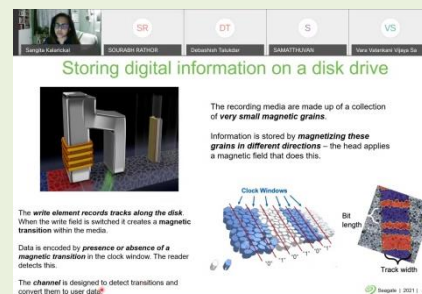 SR
DT
S
VS
Sangita Kalarickal
SOURABH RATHOR
Debashish Talukdar
SAMATTHUVAN
Vara Valankani Vijaya Sa
Storing digital information on a disk drive
The recording media are made up of a collection
of very small magnetic grains.
Information is stored by magnetizing these
grains in different directions – the head applies
a magnetic field that does this.
The write element records tracks along the disk.
When the write field is switched it creates a magnetic
transition within the media.
Data is encoded by presence or absence of a
magnetic transition in the clock window. The reader
detects this.
The channel is designed to detect transitions and
convert them to user data
Clock Windows
Bit
length
Track width
Seagate | 2021 |